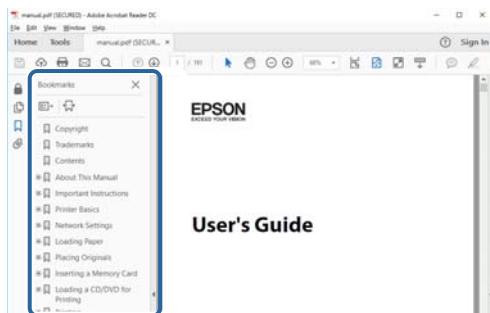 manual.pdf (SECURED) - Adobe Acrobat Reader DC
File Edit View Window Help
Home Tools manual.pdf (SECUR... × Sign In
1 / 191
Bookmarks
Copyright
Trademarks
Contents
About This Manual
Important Instructions
Printer Basics
Network Settings
Loading Paper
Placing Originals
Inserting a Memory Card
Loading a CD/DVD for
Printing
EPSON
EXCEED YOUR VISION
User's Guide